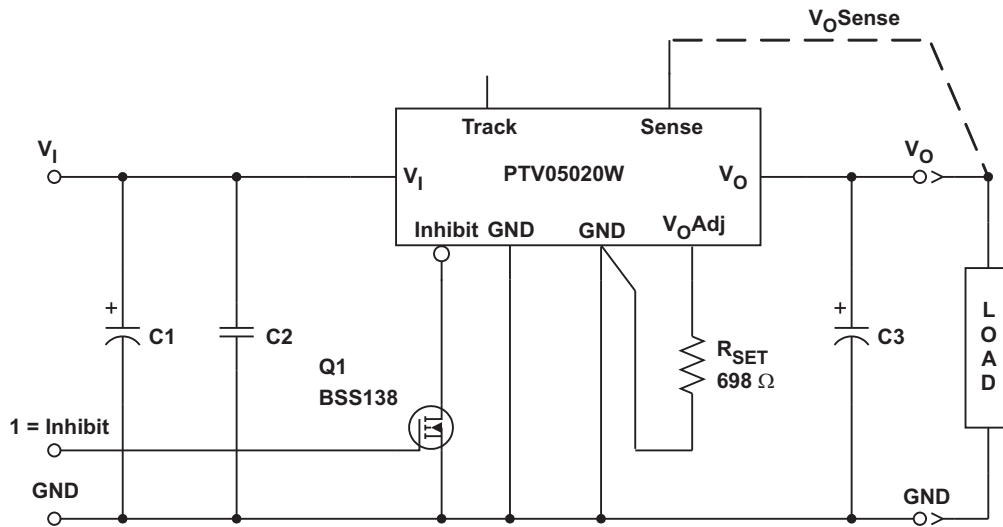 VOSense
Track
Sense
VI
VI
PTV05020W
VO
VO
Inhibit
GND
GND
VOAdj
+
C1
C2
Q1
BSS138
RSET
698 Ω
+
C3
LOAD
1 = Inhibit
GND
GND